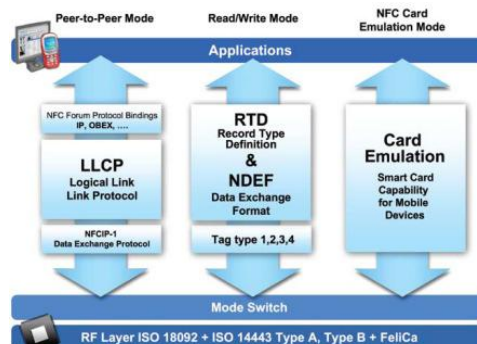 Peer-to-Peer Mode
Read/Write Mode
NFC Card
Emulation Mode
Applications
NFC Forum Protocol Bindings
IP, OBEX, ....
LLCP
Logical Link
Link Protocol
NFCIP-1
Data Exchange Protocol
RTD
Record Type
Definition
&
NDEF
Data Exchange
Format
Tag type 1,2,3,4
Card
Emulation
Smart Card
Capability
for Mobile
Devices
Mode Switch
RF Layer ISO 18092 + ISO 14443 Type A, Type B + FeliCa